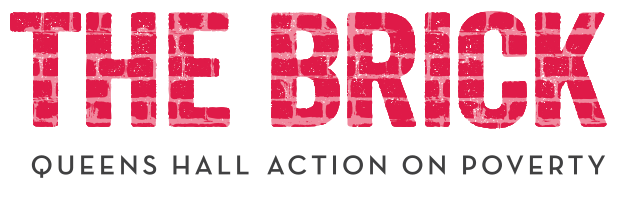 THE BRICK
QUEENS HALL ACTION ON POVERTY